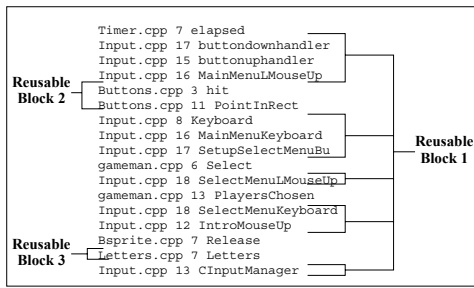 Timer.cpp 7 elapsed
Input.cpp 17 buttondownhandler
Input.cpp 15 buttonuphandler
Input.cpp 16 MainMenuLMouseUp
Buttons.cpp 3 hit
Buttons.cpp 11 PointInRect
Input.cpp 8 Keyboard
Input.cpp 16 MainMenuKeyboard
Input.cpp 17 SetupSelectMenuBu
gameman.cpp 6 Select
Input.cpp 18 SelectMenuLMouseUp
gameman.cpp 13 PlayersChosen
Input.cpp 18 SelectMenuKeyboard
Input.cpp 12 IntroMouseUp
Bsprite.cpp 7 Release
Letters.cpp 7 Letters
Input.cpp 13 CInputManager
Reusable
Block 2
Reusable
Block 3
Reusable
Block 1